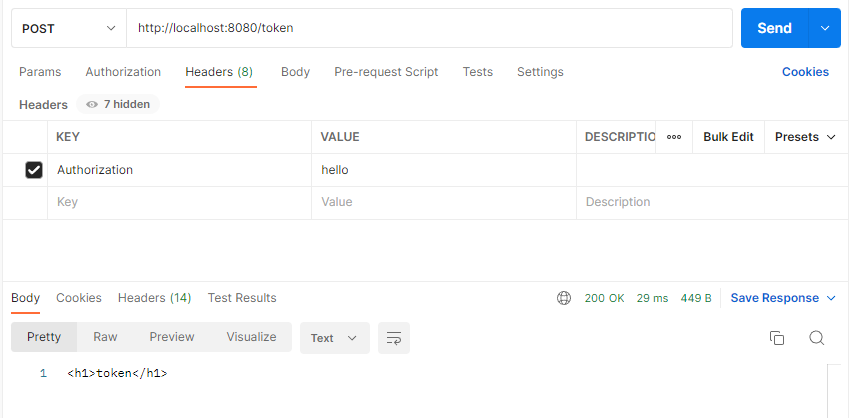 POST http://localhost:8080/token Send
Params Authorization Headers (8) Body Pre-request Script Tests Settings Cookies
Headers 7 hidden
KEY VALUE DESCRIPTIO ooo Bulk Edit Presets
Authorization hello
Key Value Description
Body Cookies Headers (14) Test Results 200 OK 29 ms 449 B Save Response
Pretty Raw Preview Visualize Text
1 <h1>token</h1>